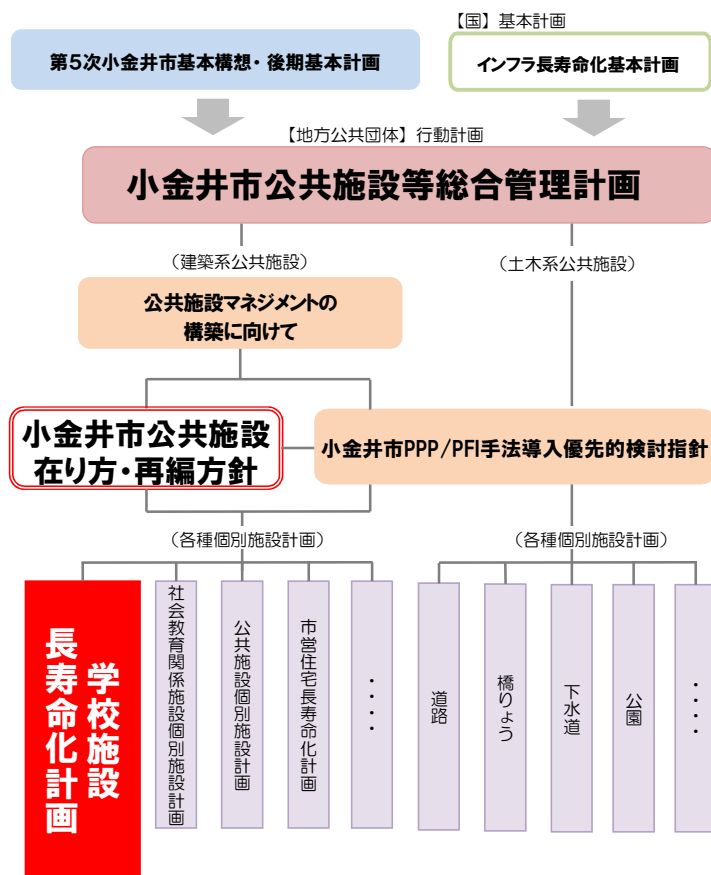 【国】基本計画
第5次小金井市基本構想・後期基本計画
インフラ長寿命化基本計画
【地方公共団体】行動計画
小金井市公共施設等総合管理計画
（建築系公共施設）
（土木系公共施設）
公共施設マネジメントの
構築に向けて
小金井市公共施設
在り方・再編方針
小金井市PPP/PFI手法導入優先的検討指針
（各種個別施設計画）
（各種個別施設計画）
学校施設
長寿命化計画
社会教育関係施設個別施設計画
公共施設個別施設計画
市営住宅長寿命化計画
・・・・
道路
橋りょう
下水道
公園
・・・・